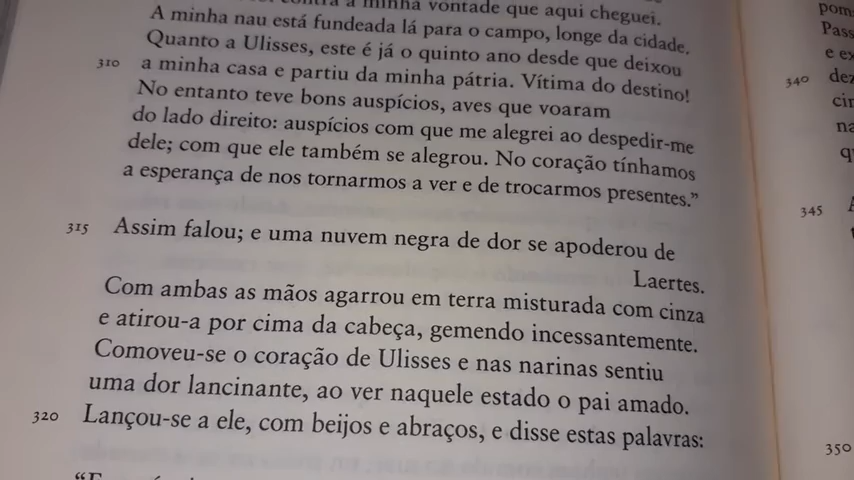 contra a minha vontade que aqui cheguei.
A minha nau está fundeada lá para o campo, longe da cidade.
Quanto a Ulisses, este é já o quinto ano desde que deixou
310 a minha casa e partiu da minha pátria. Vítima do destino!
No entanto teve bons auspícios, aves que voaram
do lado direito: auspícios com que me alegrei ao despedir-me
dele; com que ele também se alegrou. No coração tínhamos
a esperança de nos tornarmos a ver e de trocarmos presentes.”
315 Assim falou; e uma nuvem negra de dor se apoderou de
Laertes.
Com ambas as mãos agarrou em terra misturada com cinza
e atirou-a por cima da cabeça, gemendo incessantemente.
Comoveu-se o coração de Ulisses e nas narinas sentiu
uma dor lancinante, ao ver naquele estado o pai amado.
320 Lançou-se a ele, com beijos e abraços, e disse estas palavras:
340
345
350